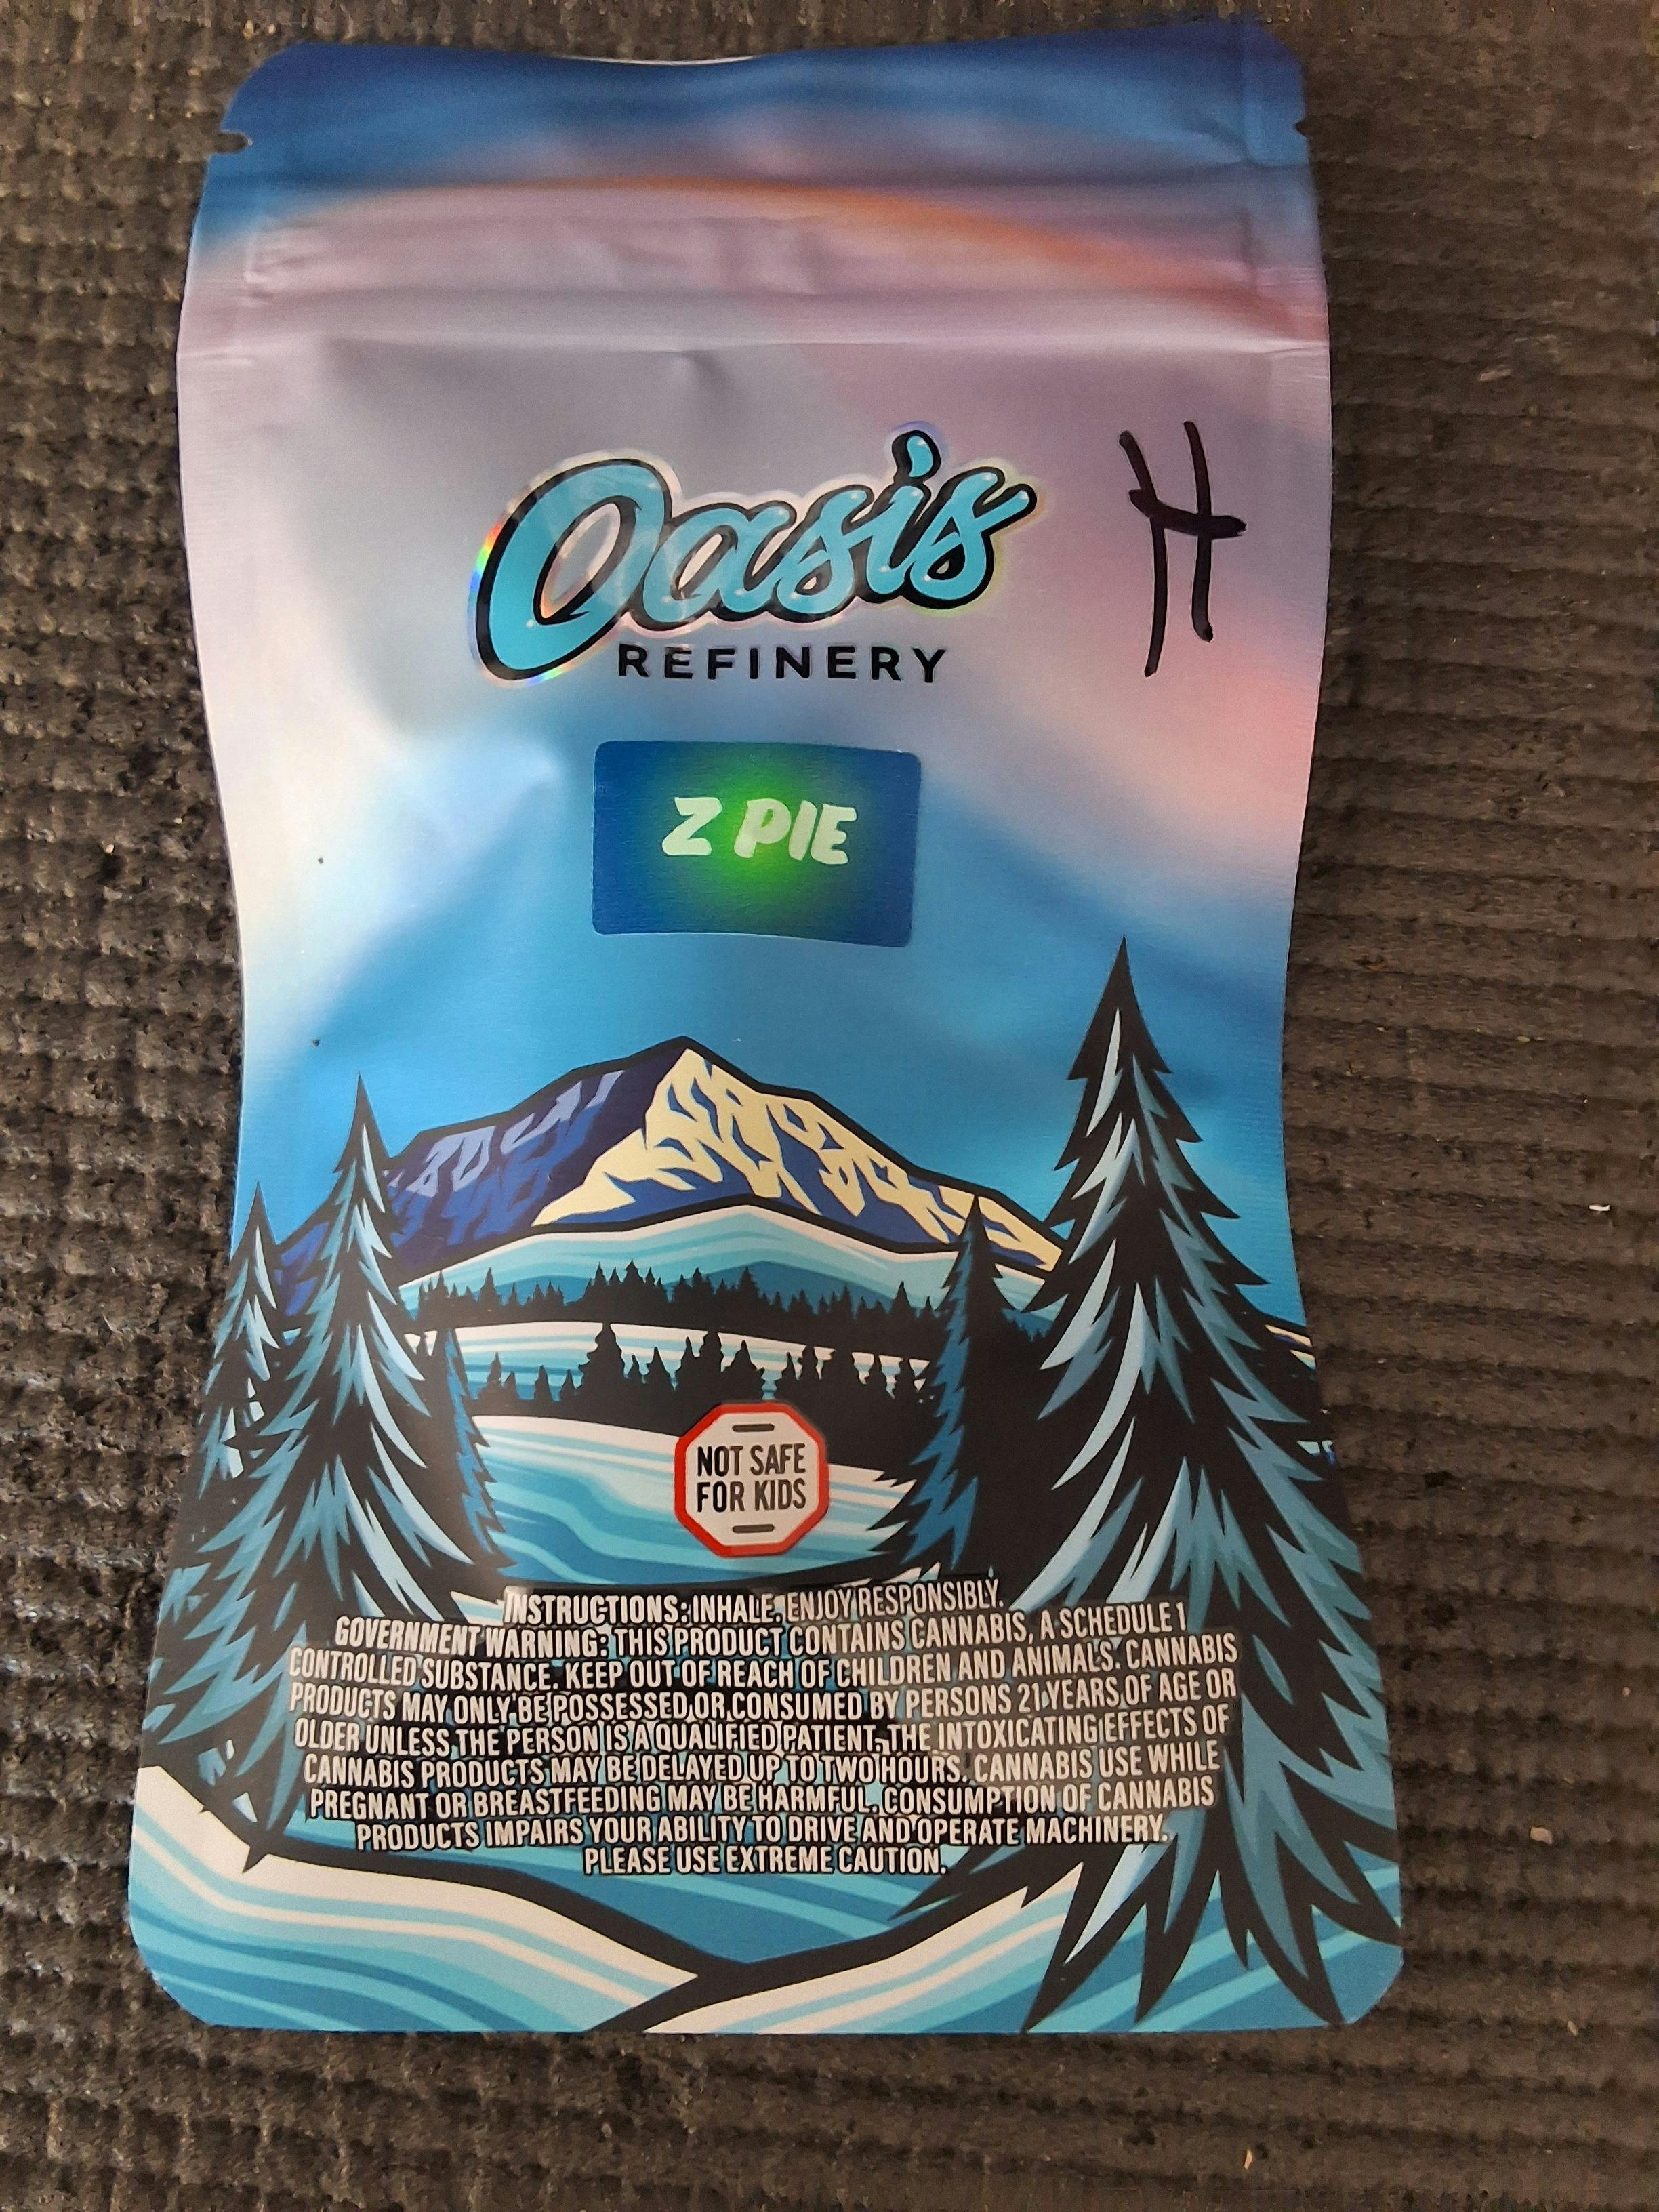 Oasis
REFINERY
H
Z PIE
NOT SAFE
FOR KIDS
INSTRUCTIONS: INHALE. ENJOY RESPONSIBLY.
GOVERNMENT WARNING: THIS PRODUCT CONTAINS CANNABIS, A SCHEDULE 1
CONTROLLED SUBSTANCE. KEEP OUT OF REACH OF CHILDREN AND ANIMALS. CANNABIS
PRODUCTS MAY ONLY BE POSSESSED OR CONSUMED BY PERSONS 21 YEARS OF AGE OR
OLDER UNLESS THE PERSON IS A QUALIFIED PATIENT. THE INTOXICATING EFFECTS OF
CANNABIS PRODUCTS MAY BE DELAYED UP TO TWO HOURS. CANNABIS USE WHILE
PREGNANT OR BREASTFEEDING MAY BE HARMFUL. CONSUMPTION OF CANNABIS
PRODUCTS IMPAIRS YOUR ABILITY TO DRIVE AND OPERATE MACHINERY.
PLEASE USE EXTREME CAUTION.